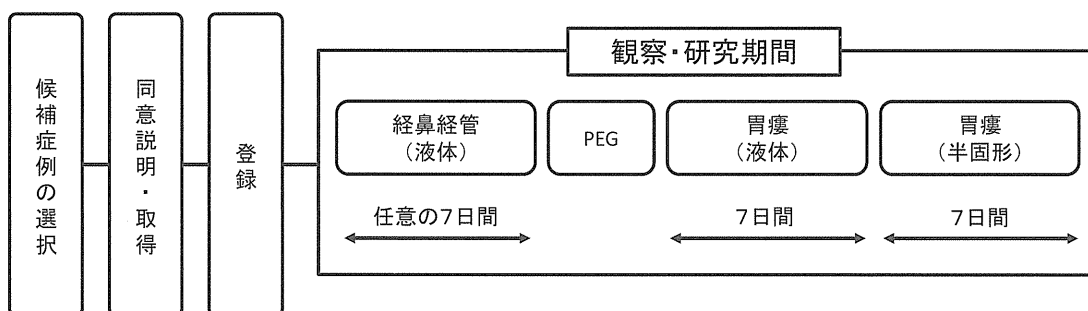 候補症例の選択
同意説明・取得
登録
観察・研究期間
経鼻経管
（液体）
PEG
胃瘻
（液体）
胃瘻
（半固形）
任意の7日間
7日間
7日間